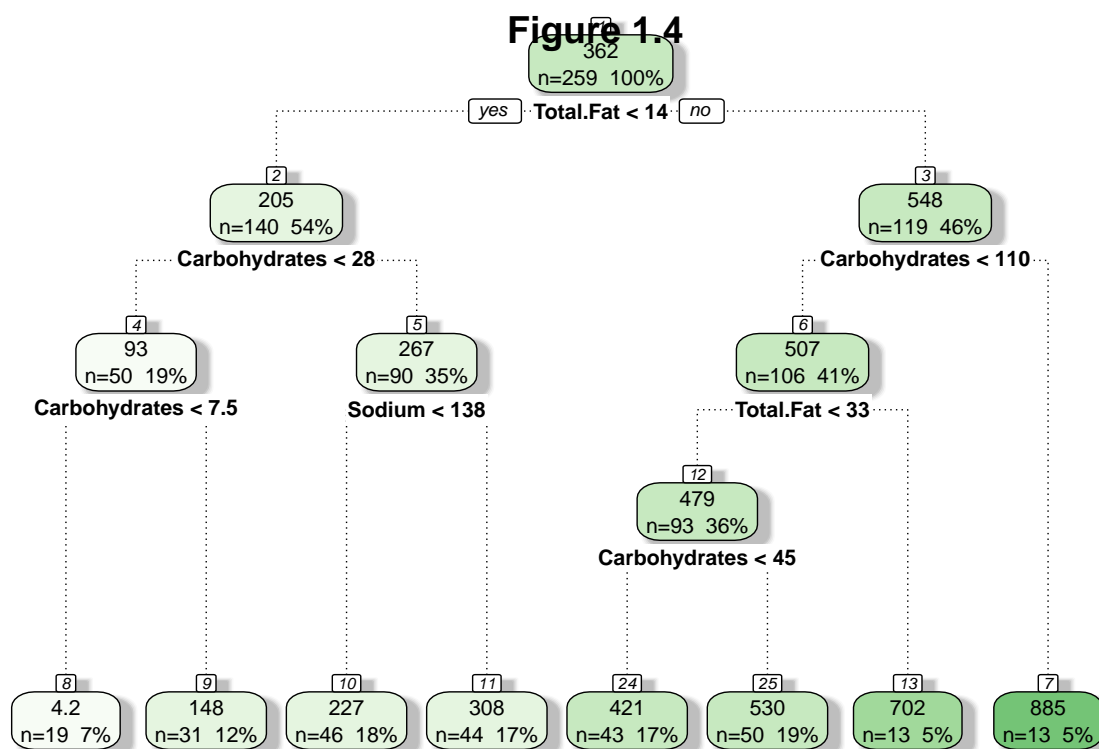 Figure 1.4
1
362
n=259 100%
yes Total.Fat < 14 no
2
205
n=140 54%
Carbohydrates < 28
3
548
n=119 46%
Carbohydrates < 110
4
93
n=50 19%
Carbohydrates < 7.5
5
267
n=90 35%
Sodium < 138
6
507
n=106 41%
Total.Fat < 33
12
479
n=93 36%
Carbohydrates < 45
8
4.2
n=19 7%
9
148
n=31 12%
10
227
n=46 18%
11
308
n=44 17%
24
421
n=43 17%
25
530
n=50 19%
13
702
n=13 5%
7
885
n=13 5%